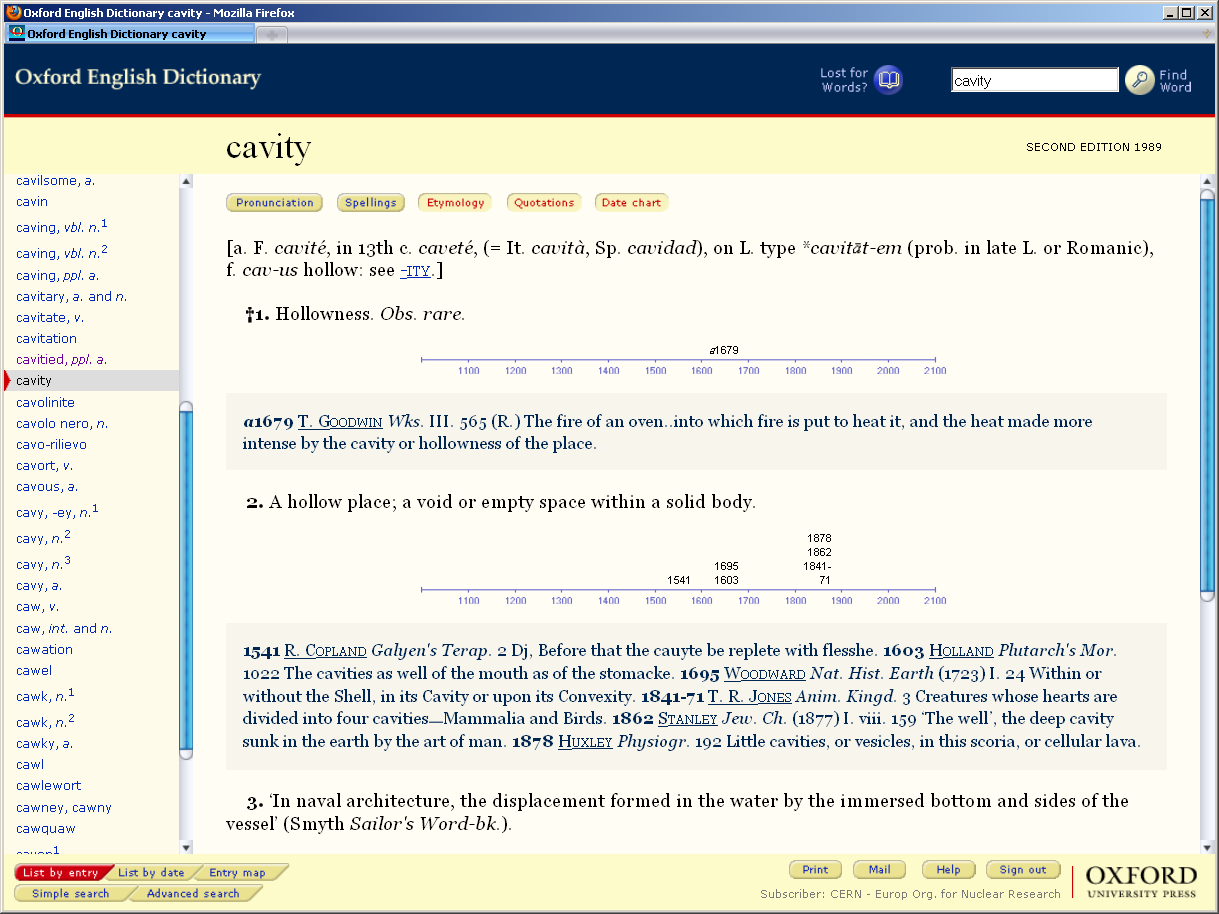 Oxford English Dictionary cavity - Mozilla Firefox
Oxford English Dictionary cavity
Oxford English Dictionary
Lost for Words?
cavity
Find Word
cavity
SECOND EDITION 1989
cavilsome, a.
cavin
caving, vbl. n.1
caving, vbl. n.2
caving, ppl. a.
cavitary, a. and n.
cavitate, v.
cavitation
cavitied, ppl. a.
cavity
cavolinite
cavolo nero, n.
cavo-rilievo
cavort, v.
cavous, a.
cavy, -ey, n.1
cavy, n.2
cavy, n.3
cavy, a.
caw, v.
caw, int. and n.
cawation
cawel
cawk, n.1
cawk, n.2
cawky, a.
cawl
cawlewort
cawney, cawny
cawquaw
Pronunciation Spellings Etymology Quotations Date chart
[a. F. cavité, in 13th c. caveté, (= It. cavità, Sp. cavidad), on L. type *cavitāt-em (prob. in late L. or Romanic),
f. cav-us hollow: see -ITY.]
†1. Hollowness. Obs. rare.
a1679
1100 1200 1300 1400 1500 1600 1700 1800 1900 2000 2100
a1679 T. GOODWIN Wks. III. 565 (R.) The fire of an oven..into which fire is put to heat it, and the heat made more
intense by the cavity or hollowness of the place.
2. A hollow place; a void or empty space within a solid body.
1878
1862
1695 1841-
1541 1603 71
1100 1200 1300 1400 1500 1600 1700 1800 1900 2000 2100
1541 R. COPLAND Galyen's Terap. 2 Dj, Before that the cauyte be replete with flesshe. 1603 HOLLAND Plutarch's Mor.
1022 The cavities as well of the mouth as of the stomacke. 1695 WOODWARD Nat. Hist. Earth (1723) I. 24 Within or
without the Shell, in its Cavity or upon its Convexity. 1841-71 T. R. JONES Anim. Kingd. 3 Creatures whose hearts are
divided into four cavities—Mammalia and Birds. 1862 STANLEY Jew. Ch. (1877) I. viii. 159 ‘The well’, the deep cavity
sunk in the earth by the art of man. 1878 HUXLEY Physiogr. 192 Little cavities, or vesicles, in this scoria, or cellular lava.
3. ‘In naval architecture, the displacement formed in the water by the immersed bottom and sides of the
vessel’ (Smyth Sailor's Word-bk.).
List by entry List by date Entry map
Simple search Advanced search
Print Mail Help Sign out
Subscriber: CERN - Europ Org. for Nuclear Research
OXFORD
UNIVERSITY PRESS